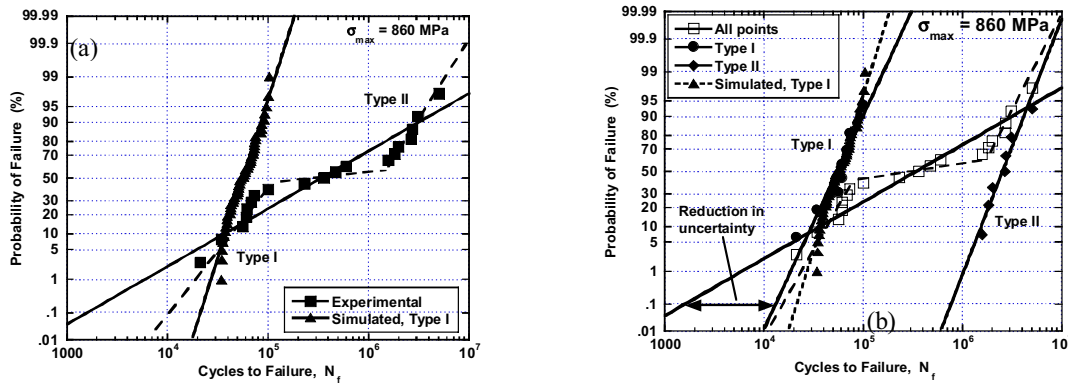 (a)
σmax = 860 MPa
99.99
99.9
99
95
90
80
70
50
30
20
10
5
1
.1
.01
Probability of Failure (%)
Type II
Type I
Experimental
Simulated, Type I
1000
10^4
10^5
10^6
10^7
Cycles to Failure, N_f
σmax = 860 MPa
All points
Type I
Type II
Simulated, Type I
99.99
99.9
99
95
90
80
70
50
30
20
10
5
1
.1
.01
Probability of Failure (%)
Type I
Reduction in
uncertainty
Type II
(b)
1000
10^4
10^5
10^6
10^7
Cycles to Failure, N_f